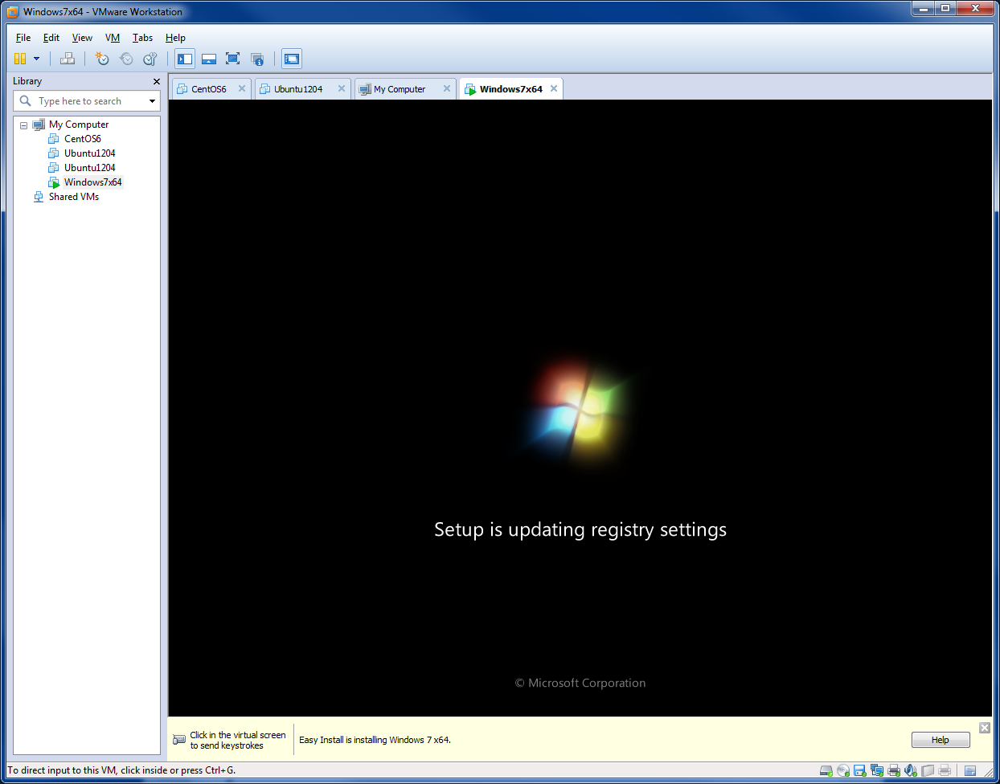 Windows7x64 - VMware Workstation
File Edit View VM Tabs Help
Library
Type here to search
My Computer
CentOS6
Ubuntu1204
Ubuntu1204
Windows7x64
Shared VMs
CentOS6 Ubuntu1204 My Computer Windows7x64
Setup is updating registry settings
© Microsoft Corporation
Click in the virtual screen
to send keystrokes
Easy Install is installing Windows 7 x64.
Help
To direct input to this VM, click inside or press Ctrl+G.